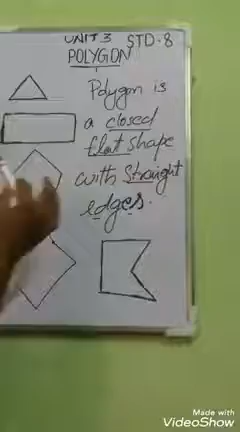 UNIT 3 STD.8
POLYGON
Polygon is
a closed
flat shape
with straight
edges.
Made with
VideoShow